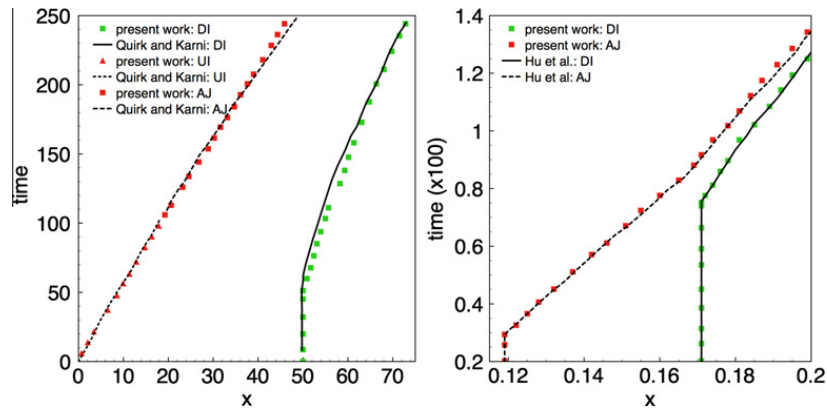 250
200
150
100
50
0
time
present work: DI
Quirk and Karni: DI
present work: UI
Quirk and Karni: UI
present work: AJ
Quirk and Karni: AJ
0 10 20 30 40 50 60 70
x
1.4
1.2
1
0.8
0.6
0.4
0.2
time (x100)
present work: DI
present work: AJ
Hu et al.: DI
Hu et al: AJ
0.12 0.14 0.16 0.18 0.2
x